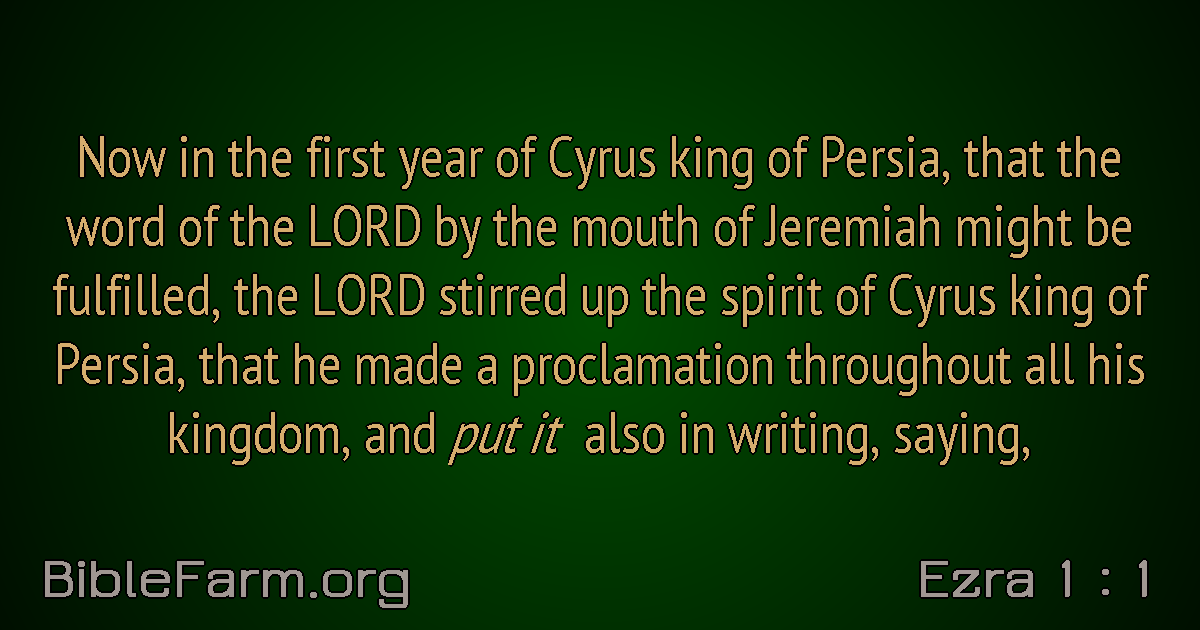 Now in the first year of Cyrus king of Persia, that the
word of the LORD by the mouth of Jeremiah might be
fulfilled, the LORD stirred up the spirit of Cyrus king of
Persia, that he made a proclamation throughout all his
kingdom, and put it also in writing, saying,
BibleFarm.org
Ezra 1 : 1